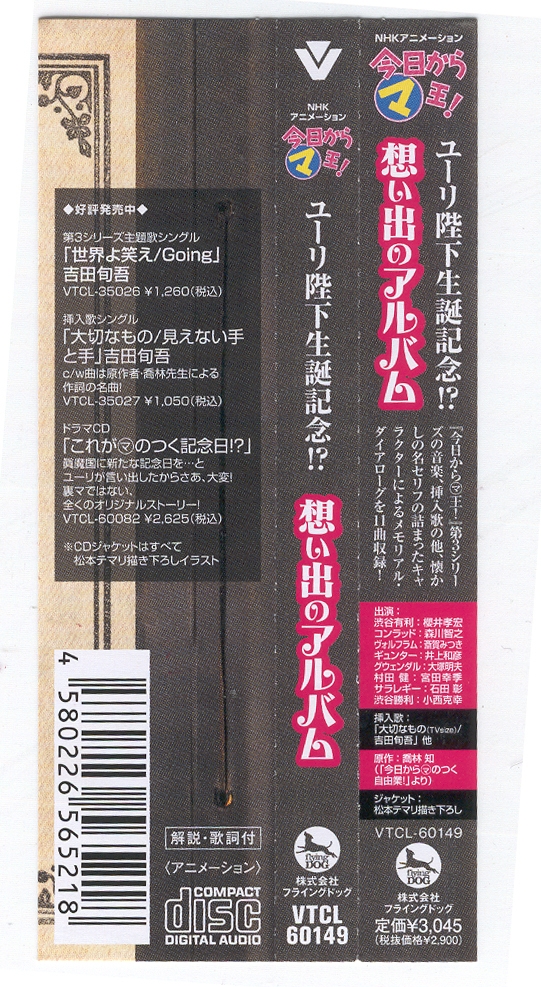 NHKアニメーション
今日から
マ王!
ユーリ陛下生誕記念!?
想い出のアルバム
『今日からマ王!』第3シリー
ズの音楽、挿入歌の他、懐か
しの名セリフの詰まったキャ
ラクターによるメモリアル・
ダイアローグを11曲収録!
出演:
渋谷有利:櫻井孝宏
コンラッド:森川智之
ヴォルフラム:斎賀みつき
ギュンター:井上和彦
グウェンダル:大塚明夫
村田 健:宮田幸季
サラレギー:石田 彰
渋谷勝利:小西克幸
挿入歌:
「大切なもの(TVsize)/
吉田旬吾」他
原作:喬林 知
(「今日からマのつく
自由業!」より)
ジャケット:
松本テマリ描き下ろし
VTCL-60149
flying DOG
株式会社
フライングドッグ
定価¥3,045
(税抜価格¥2,900)
NHK
アニメーション
今日から
マ王!
ユーリ陛下生誕記念!?
想い出のアルバム
flying DOG
株式会社
フライングドッグ
VTCL
60149
◆好評発売中◆
第3シリーズ主題歌シングル
「世界よ笑え/Going」
吉田旬吾
VTCL-35026 ¥1,260(税込)
挿入歌シングル
「大切なもの/見えない手
と手」吉田旬吾
c/w曲は原作者・喬林先生による
作詞の名曲!
VTCL-35027 ¥1,050(税込)
ドラマCD
「これがマのつく記念日!?」
眞魔国に新たな記念日を…と
ユーリが言い出したからさあ、大変!
裏マではない、
全くのオリジナルストーリー!
VTCL-60082 ¥2,625(税込)
※CDジャケットはすべて
松本テマリ描き下ろしイラスト
4 580226 565218
解説・歌詞付
〈アニメーション〉
COMPACT
disc
DIGITAL AUDIO